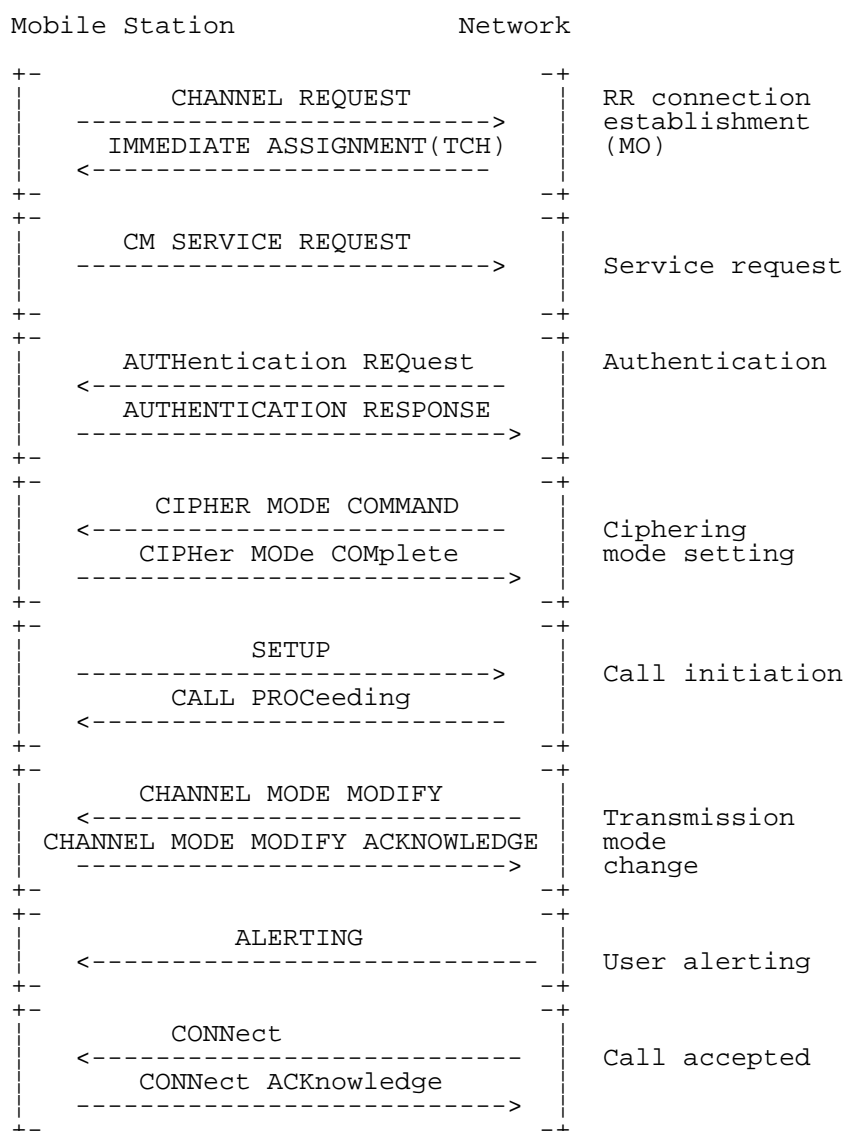 Mobile Station Network
CHANNEL REQUEST RR connection
--------------------------> establishment
IMMEDIATE ASSIGNMENT(TCH) (MO)
<-------------------------
CM SERVICE REQUEST
--------------------------> Service request
AUTHentication REQuest Authentication
<--------------------------
AUTHENTICATION RESPONSE
--------------------------->
CIPHER MODE COMMAND
<-------------------------- Ciphering
CIPHer MODe COMplete mode setting
--------------------------->
SETUP
--------------------------> Call initiation
CALL PROCeeding
<--------------------------
CHANNEL MODE MODIFY
<--------------------------- Transmission
CHANNEL MODE MODIFY ACKNOWLEDGE mode
---------------------------> change
ALERTING
<---------------------------- User alerting
CONNect
<--------------------------- Call accepted
CONNect ACKnowledge
--------------------------->